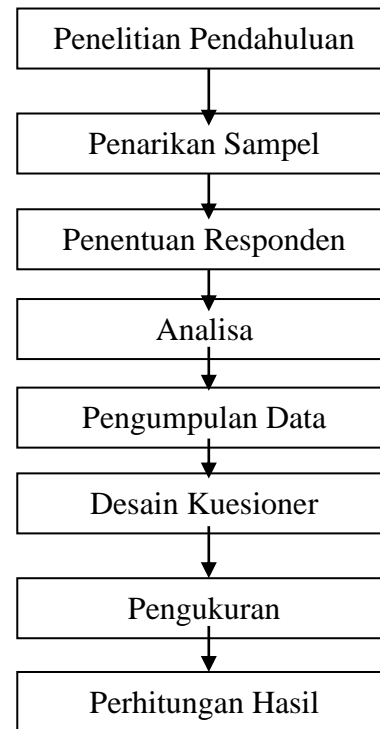 Penelitian Pendahuluan
Penarikan Sampel
Penentuan Responden
Analisa
Pengumpulan Data
Desain Kuesioner
Pengukuran
Perhitungan Hasil